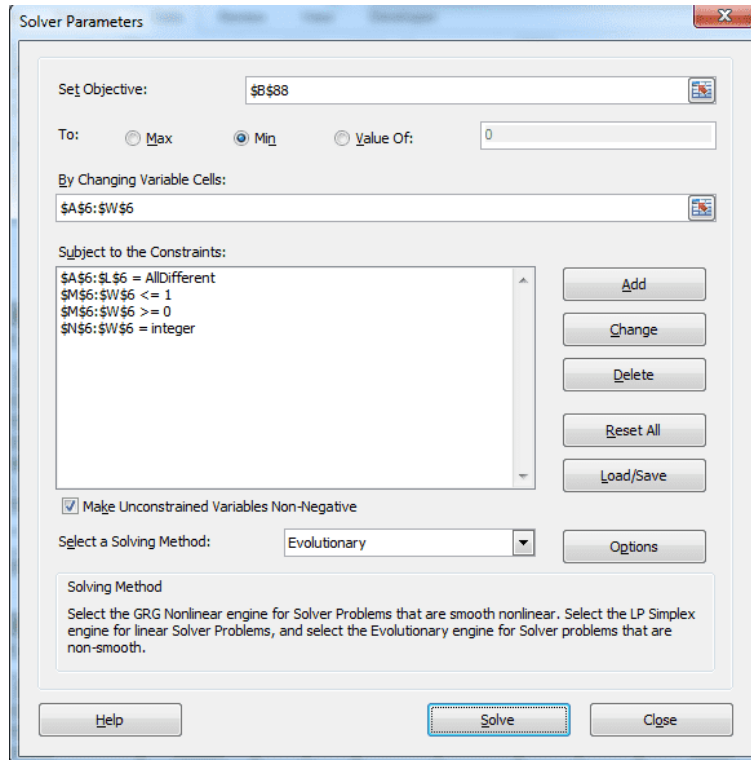 Solver Parameters
Set Objective:
$B$88
To:
Max
Min
Value Of:
0
By Changing Variable Cells:
$A$6:$W$6
Subject to the Constraints:
$A$6:$L$6 = AllDifferent
$M$6:$W$6 <= 1
$M$6:$W$6 >= 0
$N$6:$W$6 = integer
Add
Change
Delete
Reset All
Load/Save
Make Unconstrained Variables Non-Negative
Select a Solving Method:
Evolutionary
Options
Solving Method
Select the GRG Nonlinear engine for Solver Problems that are smooth nonlinear. Select the LP Simplex
engine for linear Solver Problems, and select the Evolutionary engine for Solver problems that are
non-smooth.
Help
Solve
Close